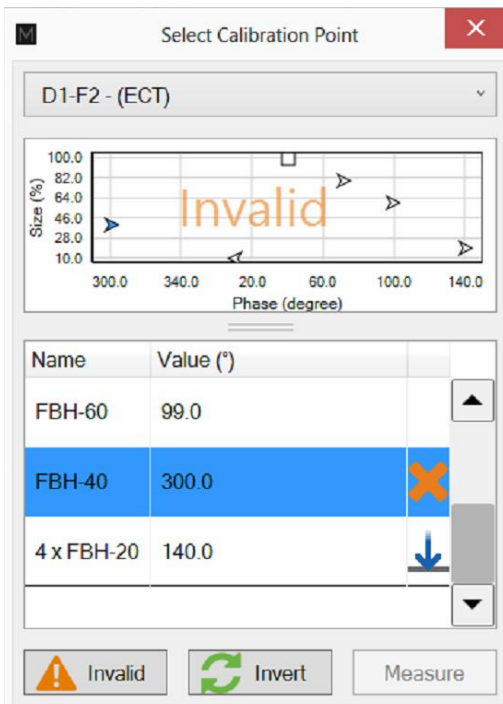 M Select Calibration Point
D1-F2 - (ECT)
100.0
82.0
64.0
46.0
28.0
10.0
Size (%)
Invalid
300.0 340.0 20.0 60.0 100.0 140.0
Phase (degree)
Name Value (°)
FBH-60 99.0
FBH-40 300.0
4 x FBH-20 140.0
Invalid Invert Measure